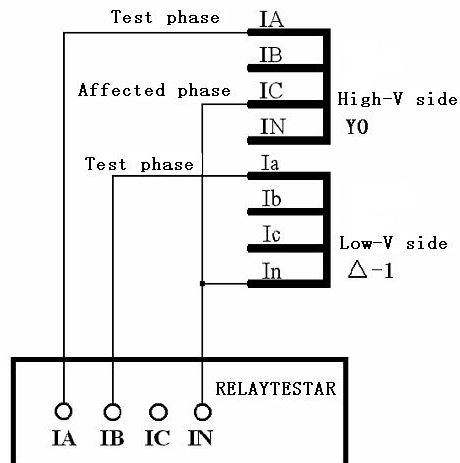 Test phase IA
IB
Affected phase IC
High-V side
IN Y0
Test phase Ia
Ib
Ic
Low-V side
In △-1
RELAYTESTAR
IA IB IC IN